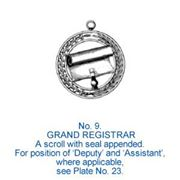 No. 9.
GRAND REGISTRAR
A scroll with seal appended.
For position of 'Deputy' and 'Assistant',
where applicable,
see Plate No. 23.